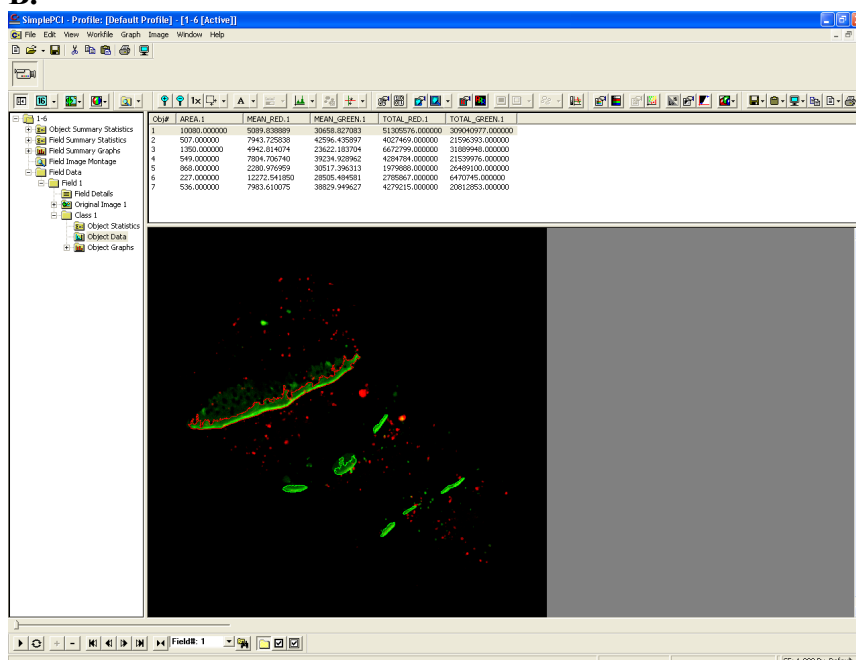 B.
SimplePCI - Profile: [Default Profile] - [1-6 [Active]]
File Edit View Workfile Graph Image Window Help
1x
A
16
1-6
Object Summary Statistics
Field Summary Statistics
Field Summary Graphs
Field Image Montage
Field Data
Field 1
Field Details
Original Image 1
Class 1
Object Statistics
Object Data
Object Graphs
Obj# AREA.1 MEAN_RED.1 MEAN_GREEN.1 TOTAL_RED.1 TOTAL_GREEN.1
1 10080.000000 5089.838889 30658.827083 51305576.000000 309040977.000000
2 507.000000 7943.725838 42596.435897 4027469.000000 21596393.000000
3 1350.000000 4942.814074 23622.183704 6672799.000000 31889948.000000
4 549.000000 7804.706740 39234.928962 4284784.000000 21539976.000000
5 868.000000 2280.976959 30517.396313 1979888.000000 26489100.000000
6 227.000000 12272.541850 28505.484581 2785867.000000 6470745.000000
7 536.000000 7983.610075 38829.949627 4279215.000000 20812853.000000
Field#: 1